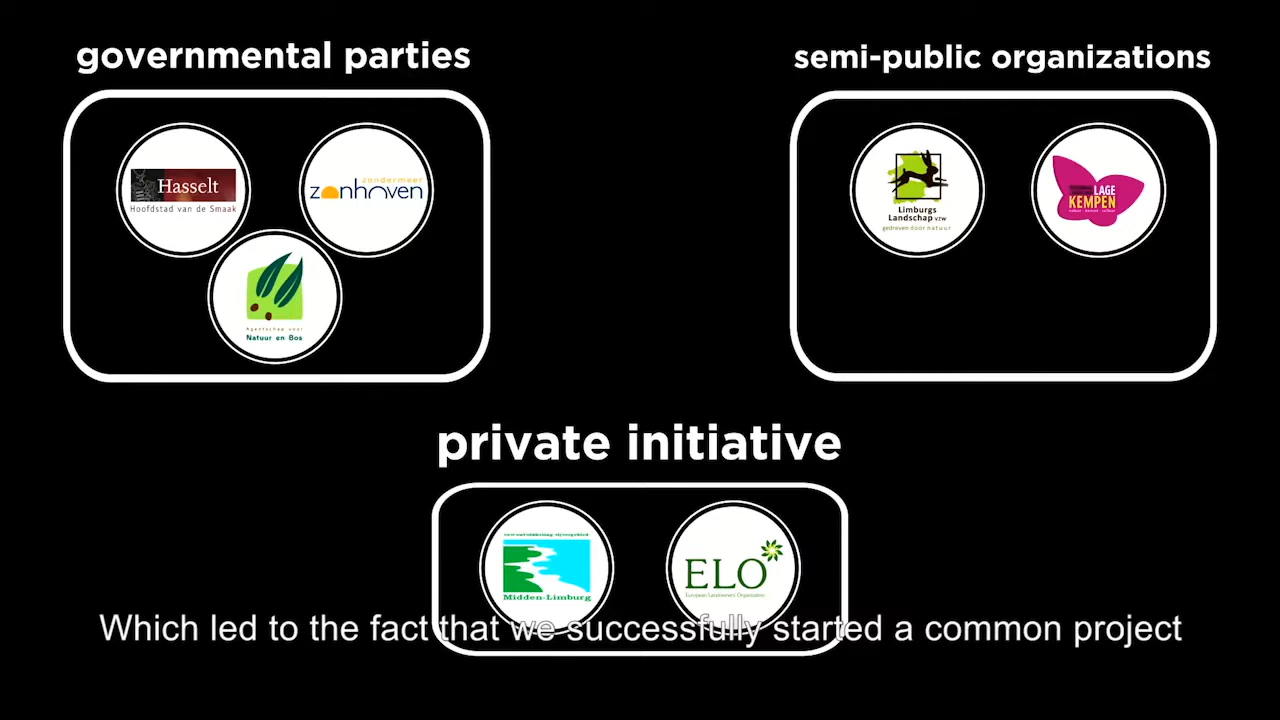 governmental parties
semi-public organizations
Hasselt
Hoofdstad van de Smaak
zondermeer
zonhoven
Agentschap voor
Natuur en Bos
Limburgs
Landschap vzw
gedreven door natuur
LAGE
KEMPEN
private initiative
Midden-Limburg
ELO
European Landowners' Organization
Which led to the fact that we successfully started a common project